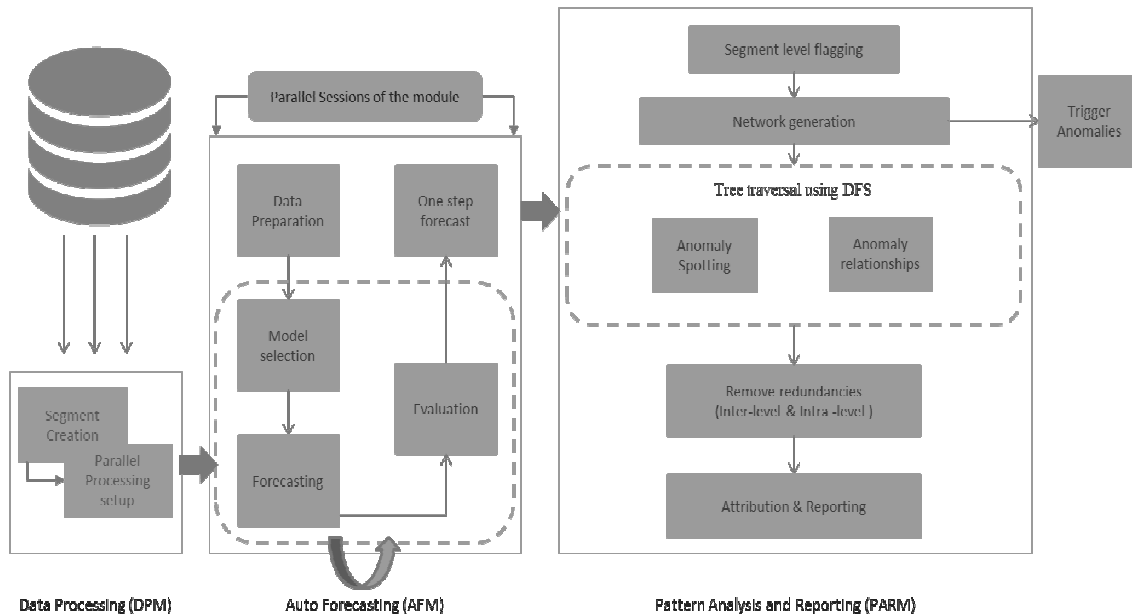 Segment
Creation
Parallel
Processing
setup
Data Processing (DPM)
Parallel Sessions of the module
Data
Preparation
Model
selection
Forecasting
Evaluation
One step
forecast
Auto Forecasting (AFM)
Segment level flagging
Network generation
Trigger
Anomalies
Tree traversal using DFS
Anomaly
Spotting
Anomaly
relationships
Remove redundancies
(Inter-level & Intra -level )
Attribution & Reporting
Pattern Analysis and Reporting (PARM)